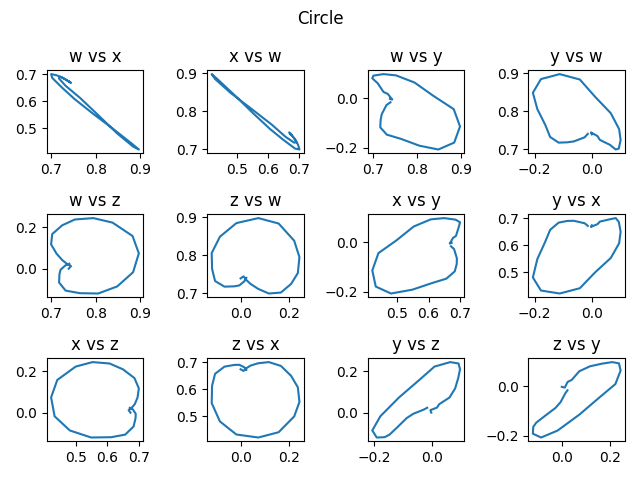 Circle
w vs x x vs w w vs y y vs w
0.7 0.9 0.0 0.9
0.6 0.8 0.8
0.5 0.7 −0.2 0.7
0.7 0.8 0.9 0.5 0.6 0.7 0.7 0.8 0.9 −0.2 0.0
w vs z z vs w x vs y y vs x
0.2 0.9 0.0 0.7
0.0 0.8 0.6
0.7 −0.2 0.5
0.7 0.8 0.9 0.0 0.2 0.5 0.6 0.7 −0.2 0.0
x vs z z vs x y vs z z vs y
0.2 0.7 0.2 0.0
0.0 0.6 0.0
0.5 −0.2
0.5 0.6 0.7 0.0 0.2 −0.2 0.0 0.0 0.2